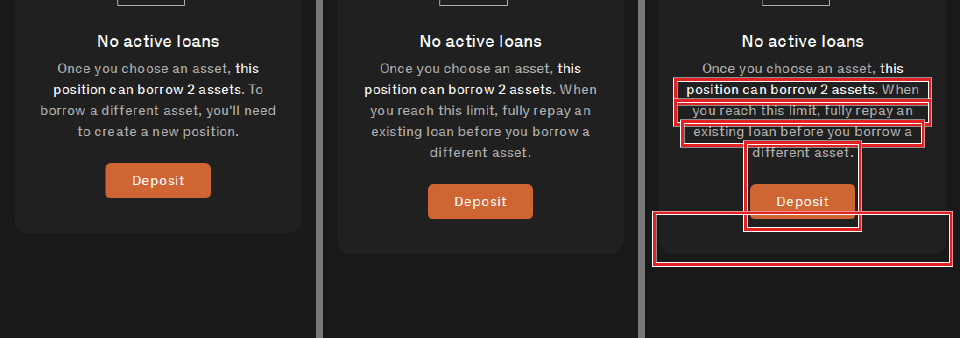 No active loans
Once you choose an asset, this
position can borrow 2 assets. To
borrow a different asset, you'll need
to create a new position.
Deposit
No active loans
Once you choose an asset, this
position can borrow 2 assets. When
you reach this limit, fully repay an
existing loan before you borrow a
different asset.
Deposit
No active loans
Once you choose an asset, this
position can borrow 2 assets. When
you reach this limit, fully repay an
existing loan before you borrow a
different asset.
Deposit